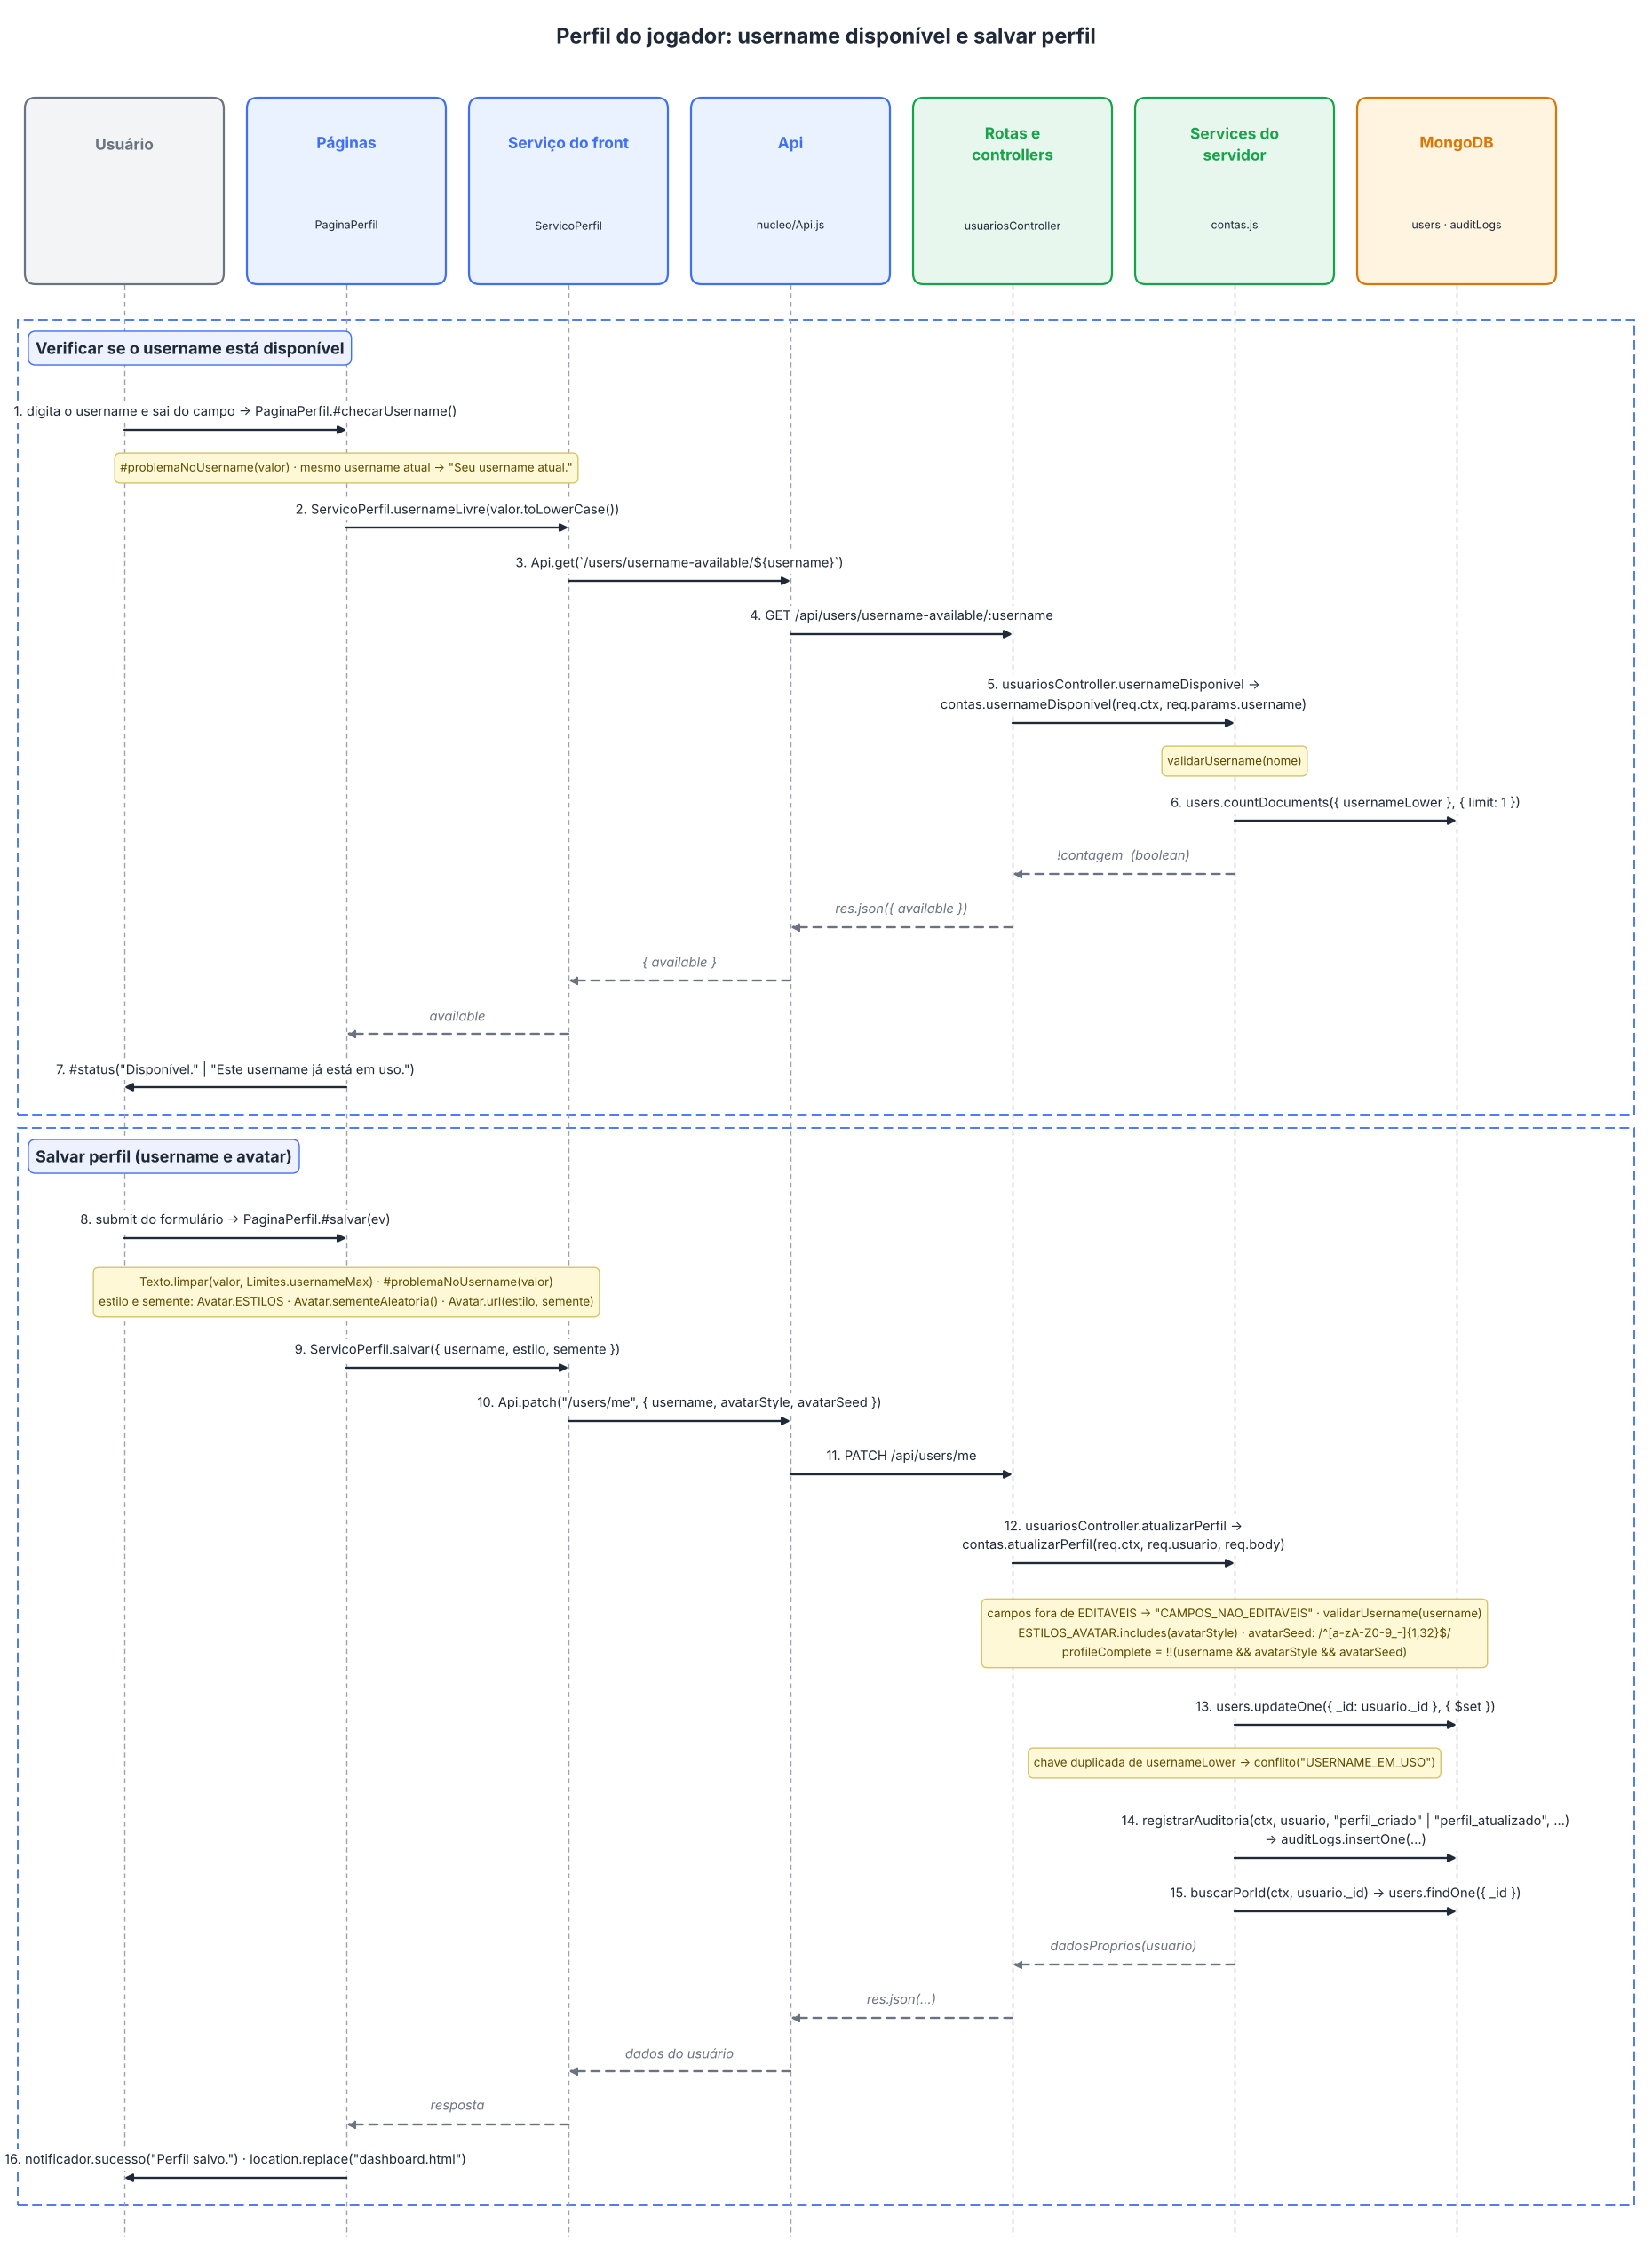 Perfil do jogador: username disponível e salvar perfil
Usuário
Páginas
PaginaPerfil
Serviço do front
ServicoPerfil
Api
nucleo/Api.js
Rotas e
controllers
usuariosController
Services do
servidor
contas.js
MongoDB
users · auditLogs
Verificar se o username está disponível
1. digita o username e sai do campo → PaginaPerfil.#checarUsername()
#problemaNoUsername(valor) · mesmo username atual → "Seu username atual."
2. ServicoPerfil.usernameLivre(valor.toLowerCase())
3. Api.get(`/users/username-available/${username}`)
4. GET /api/users/username-available/:username
5. usuariosController.usernameDisponivel →
contas.usernameDisponivel(req.ctx, req.params.username)
validarUsername(nome)
6. users.countDocuments({ usernameLower }, { limit: 1 })
!contagem (boolean)
res.json({ available })
{ available }
available
7. #status("Disponível." | "Este username já está em uso.")
Salvar perfil (username e avatar)
8. submit do formulário → PaginaPerfil.#salvar(ev)
Texto.limpar(valor, Limites.usernameMax) · #problemaNoUsername(valor)
estilo e semente: Avatar.ESTILOS · Avatar.sementeAleatoria() · Avatar.url(estilo, semente)
9. ServicoPerfil.salvar({ username, estilo, semente })
10. Api.patch("/users/me", { username, avatarStyle, avatarSeed })
11. PATCH /api/users/me
12. usuariosController.atualizarPerfil →
contas.atualizarPerfil(req.ctx, req.usuario, req.body)
campos fora de EDITAVEIS → "CAMPOS_NAO_EDITAVEIS" · validarUsername(username)
ESTILOS_AVATAR.includes(avatarStyle) · avatarSeed: /^[a-zA-Z0-9_-]{1,32}$/
profileComplete = !!(username && avatarStyle && avatarSeed)
13. users.updateOne({ _id: usuario._id }, { $set })
chave duplicada de usernameLower → conflito("USERNAME_EM_USO")
14. registrarAuditoria(ctx, usuario, "perfil_criado" | "perfil_atualizado", ...)
→ auditLogs.insertOne(...)
15. buscarPorId(ctx, usuario._id) → users.findOne({ _id })
dadosProprios(usuario)
res.json(...)
dados do usuário
resposta
16. notificador.sucesso("Perfil salvo.") · location.replace("dashboard.html")